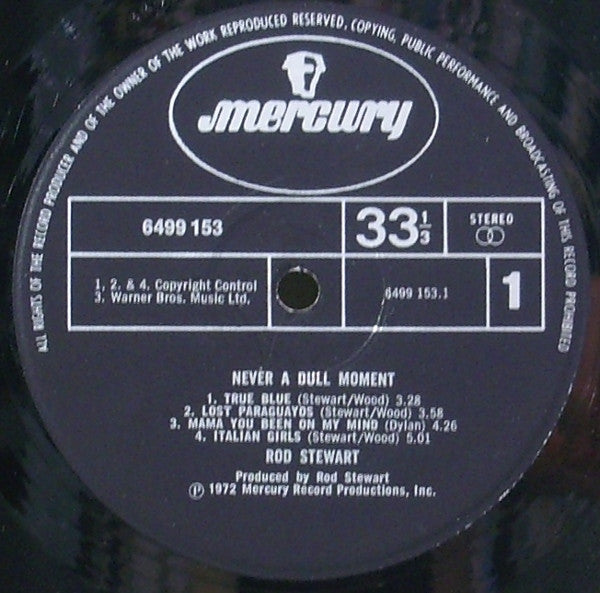 ALL RIGHTS OF THE RECORD PRODUCER AND OF THE OWNER OF THE WORK REPRODUCED RESERVED. COPYING, PUBLIC PERFORMANCE AND BROADCASTING OF THIS RECORD PROHIBITED
mercury
6499 153
33 1/3
STEREO
1. 2. & 4. Copyright Control
3. Warner Bros. Music Ltd.
6499 153.1
1
NEVER A DULL MOMENT
1. TRUE BLUE (Stewart/Wood) 3.28
2. LOST PARAGUAYOS (Stewart/Wood) 3.58
3. MAMA YOU BEEN ON MY MIND (Dylan) 4.26
4. ITALIAN GIRLS (Stewart/Wood) 5.01
ROD STEWART
Produced by Rod Stewart
℗ 1972 Mercury Record Productions, Inc.